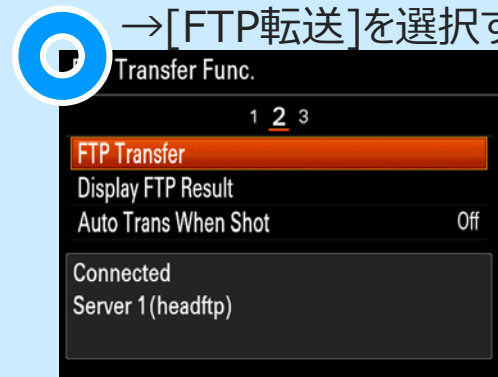 →[FTP転送]を選択す
Transfer Func.
1 2 3
FTP Transfer
Display FTP Result
Auto Trans When Shot Off
Connected
Server 1(headftp)